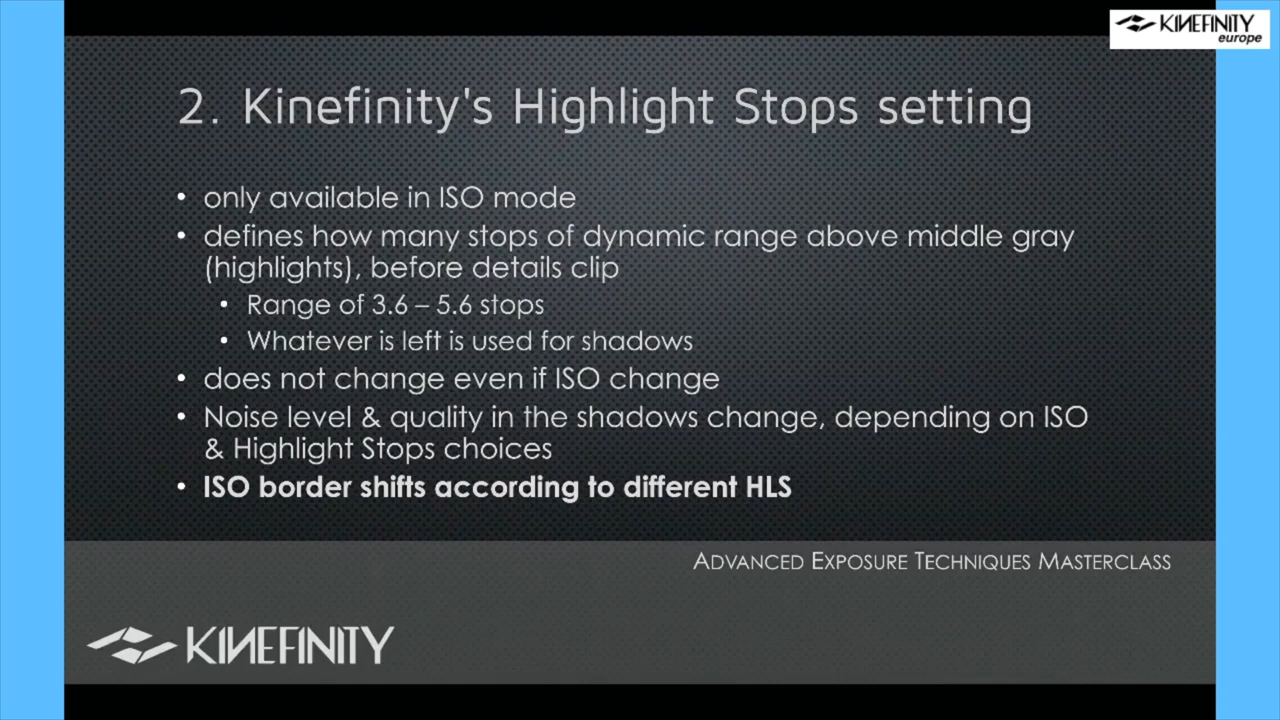 KINEFINITY
europe
2. Kinefinity's Highlight Stops setting
• only available in ISO mode
• defines how many stops of dynamic range above middle gray
(highlights), before details clip
• Range of 3.6 – 5.6 stops
• Whatever is left is used for shadows
• does not change even if ISO change
• Noise level & quality in the shadows change, depending on ISO
& Highlight Stops choices
• ISO border shifts according to different HLS
ADVANCED EXPOSURE TECHNIQUES MASTERCLASS
KINEFINITY